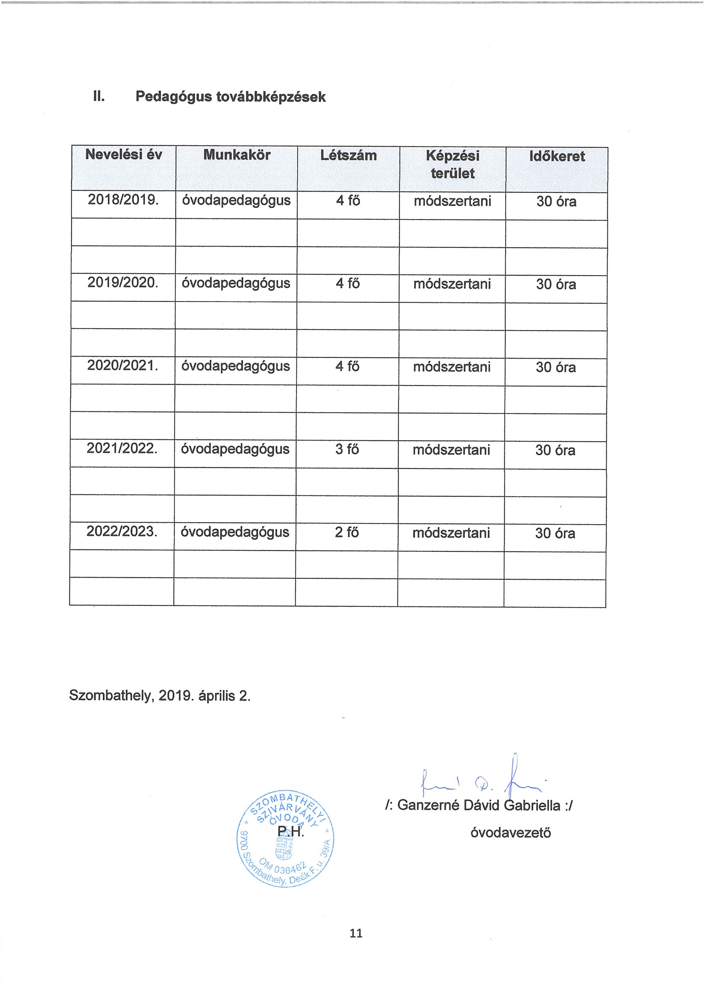 II. Pedagógus továbbképzések
Nevelési év Munkakör Létszám Képzési terület Időkeret
2018/2019. óvodapedagógus 4 fő módszertani 30 óra
2019/2020. óvodapedagógus 4 fő módszertani 30 óra
2020/2021. óvodapedagógus 4 fő módszertani 30 óra
2021/2022. óvodapedagógus 3 fő módszertani 30 óra
2022/2023. óvodapedagógus 2 fő módszertani 30 óra
Szombathely, 2019. április 2.
/: Ganzerné Dávid Gabriella :/
óvodavezető
* SZOMBATHELYI *
SZIVÁRVÁNY
ÓVODA
P.H.
OM 036462
9700 Szombathely, Deák F. u. 39/A
11